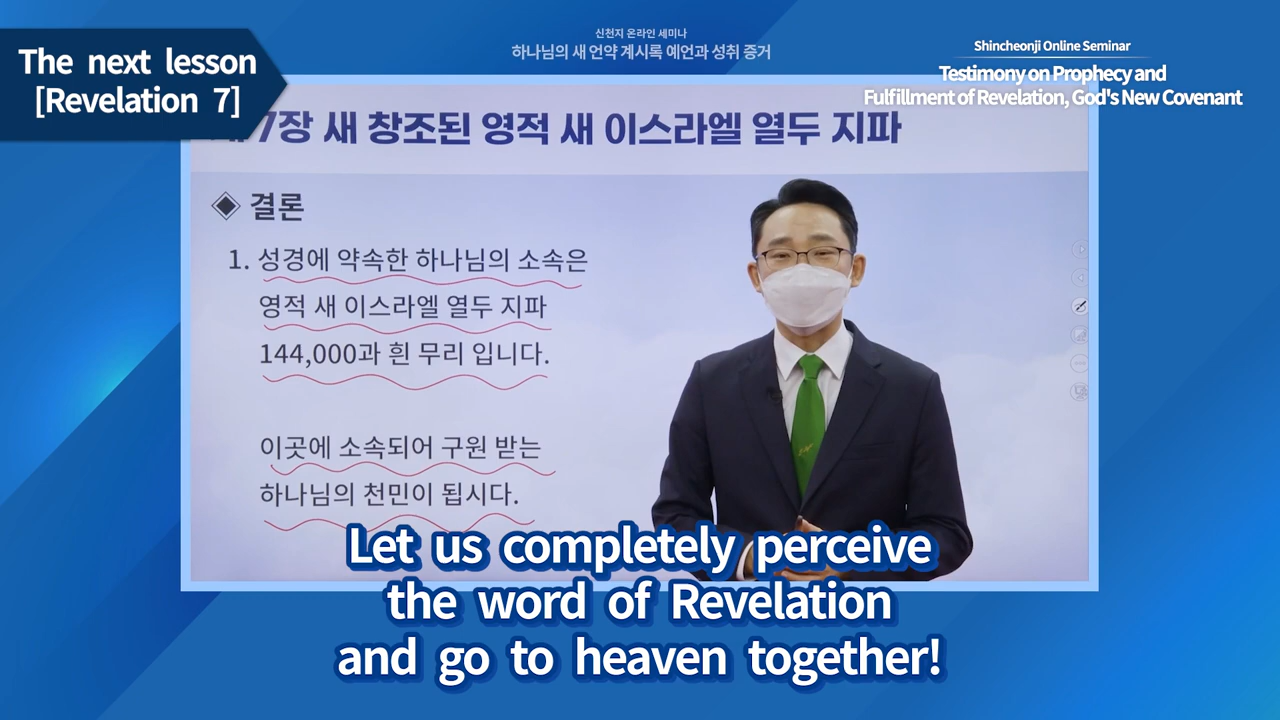 The next lesson
[Revelation 7]
신천지 온라인 세미나
하나님의 새 언약 계시록 예언과 성취 증거
Shincheonji Online Seminar
Testimony on Prophecy and
Fulfillment of Revelation, God's New Covenant
7장 새 창조된 영적 새 이스라엘 열두 지파
◈ 결론
1. 성경에 약속한 하나님의 소속은
영적 새 이스라엘 열두 지파
144,000과 흰 무리 입니다.
이곳에 소속되어 구원 받는
하나님의 천민이 됩시다.
Let us completely perceive
the word of Revelation
and go to heaven together!